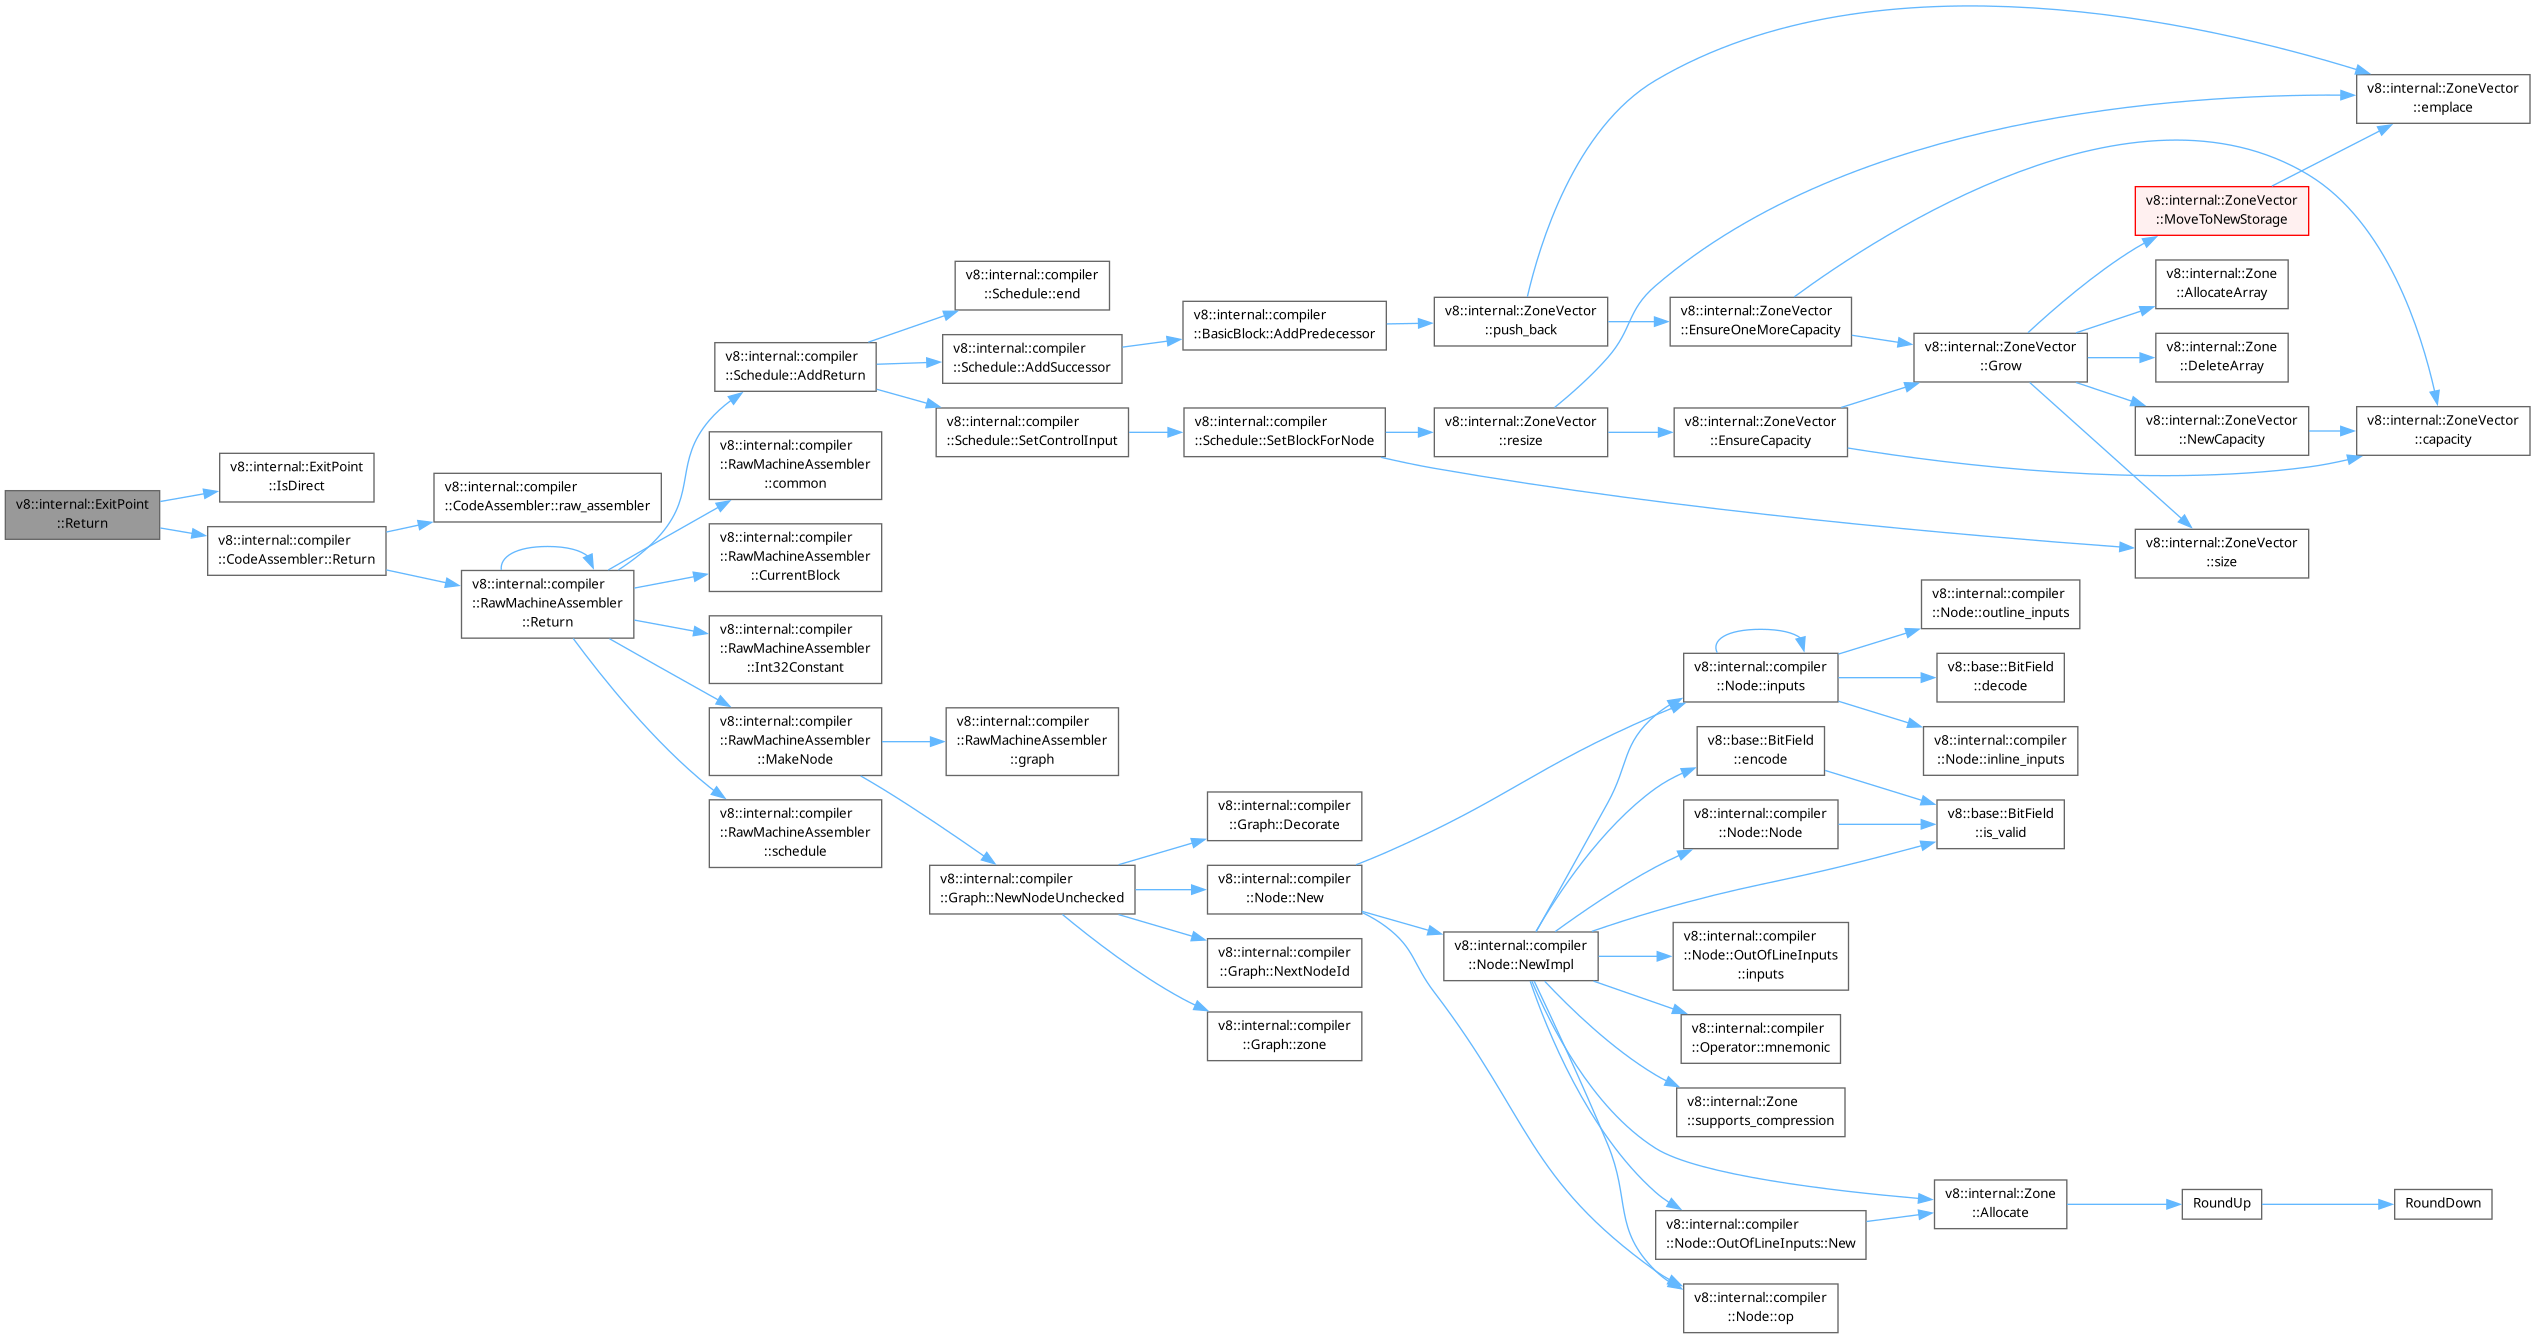 v8::internal::ExitPoint
::Return
v8::internal::ExitPoint
::IsDirect
v8::internal::compiler
::CodeAssembler::Return
v8::internal::compiler
::CodeAssembler::raw_assembler
v8::internal::compiler
::RawMachineAssembler
::Return
v8::internal::compiler
::Schedule::AddReturn
v8::internal::compiler
::RawMachineAssembler
::common
v8::internal::compiler
::RawMachineAssembler
::CurrentBlock
v8::internal::compiler
::RawMachineAssembler
::Int32Constant
v8::internal::compiler
::RawMachineAssembler
::MakeNode
v8::internal::compiler
::RawMachineAssembler
::schedule
v8::internal::compiler
::Schedule::end
v8::internal::compiler
::Schedule::AddSuccessor
v8::internal::compiler
::Schedule::SetControlInput
v8::internal::compiler
::RawMachineAssembler
::graph
v8::internal::compiler
::Graph::NewNodeUnchecked
v8::internal::compiler
::BasicBlock::AddPredecessor
v8::internal::compiler
::Schedule::SetBlockForNode
v8::internal::compiler
::Graph::Decorate
v8::internal::compiler
::Node::New
v8::internal::compiler
::Graph::NextNodeId
v8::internal::compiler
::Graph::zone
v8::internal::ZoneVector
::push_back
v8::internal::ZoneVector
::resize
v8::internal::compiler
::Node::NewImpl
v8::internal::ZoneVector
::EnsureOneMoreCapacity
v8::internal::ZoneVector
::EnsureCapacity
v8::internal::compiler
::Node::inputs
v8::base::BitField
::encode
v8::internal::compiler
::Node::Node
v8::internal::compiler
::Node::OutOfLineInputs
::inputs
v8::internal::compiler
::Operator::mnemonic
v8::internal::Zone
::supports_compression
v8::internal::compiler
::Node::OutOfLineInputs::New
v8::internal::compiler
::Node::op
v8::internal::ZoneVector
::Grow
v8::internal::compiler
::Node::outline_inputs
v8::base::BitField
::decode
v8::internal::compiler
::Node::inline_inputs
v8::base::BitField
::is_valid
v8::internal::Zone
::Allocate
v8::internal::ZoneVector
::MoveToNewStorage
v8::internal::Zone
::AllocateArray
v8::internal::Zone
::DeleteArray
v8::internal::ZoneVector
::NewCapacity
v8::internal::ZoneVector
::size
RoundUp
v8::internal::ZoneVector
::emplace
v8::internal::ZoneVector
::capacity
RoundDown